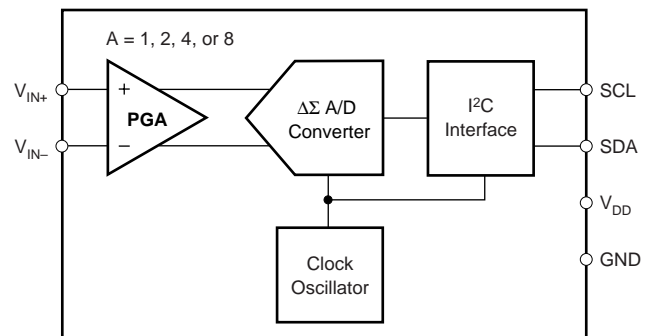 A = 1, 2, 4, or 8
V_IN+
V_IN–
+
–
PGA
ΔΣ A/D
Converter
I²C
Interface
SCL
SDA
V_DD
GND
Clock
Oscillator